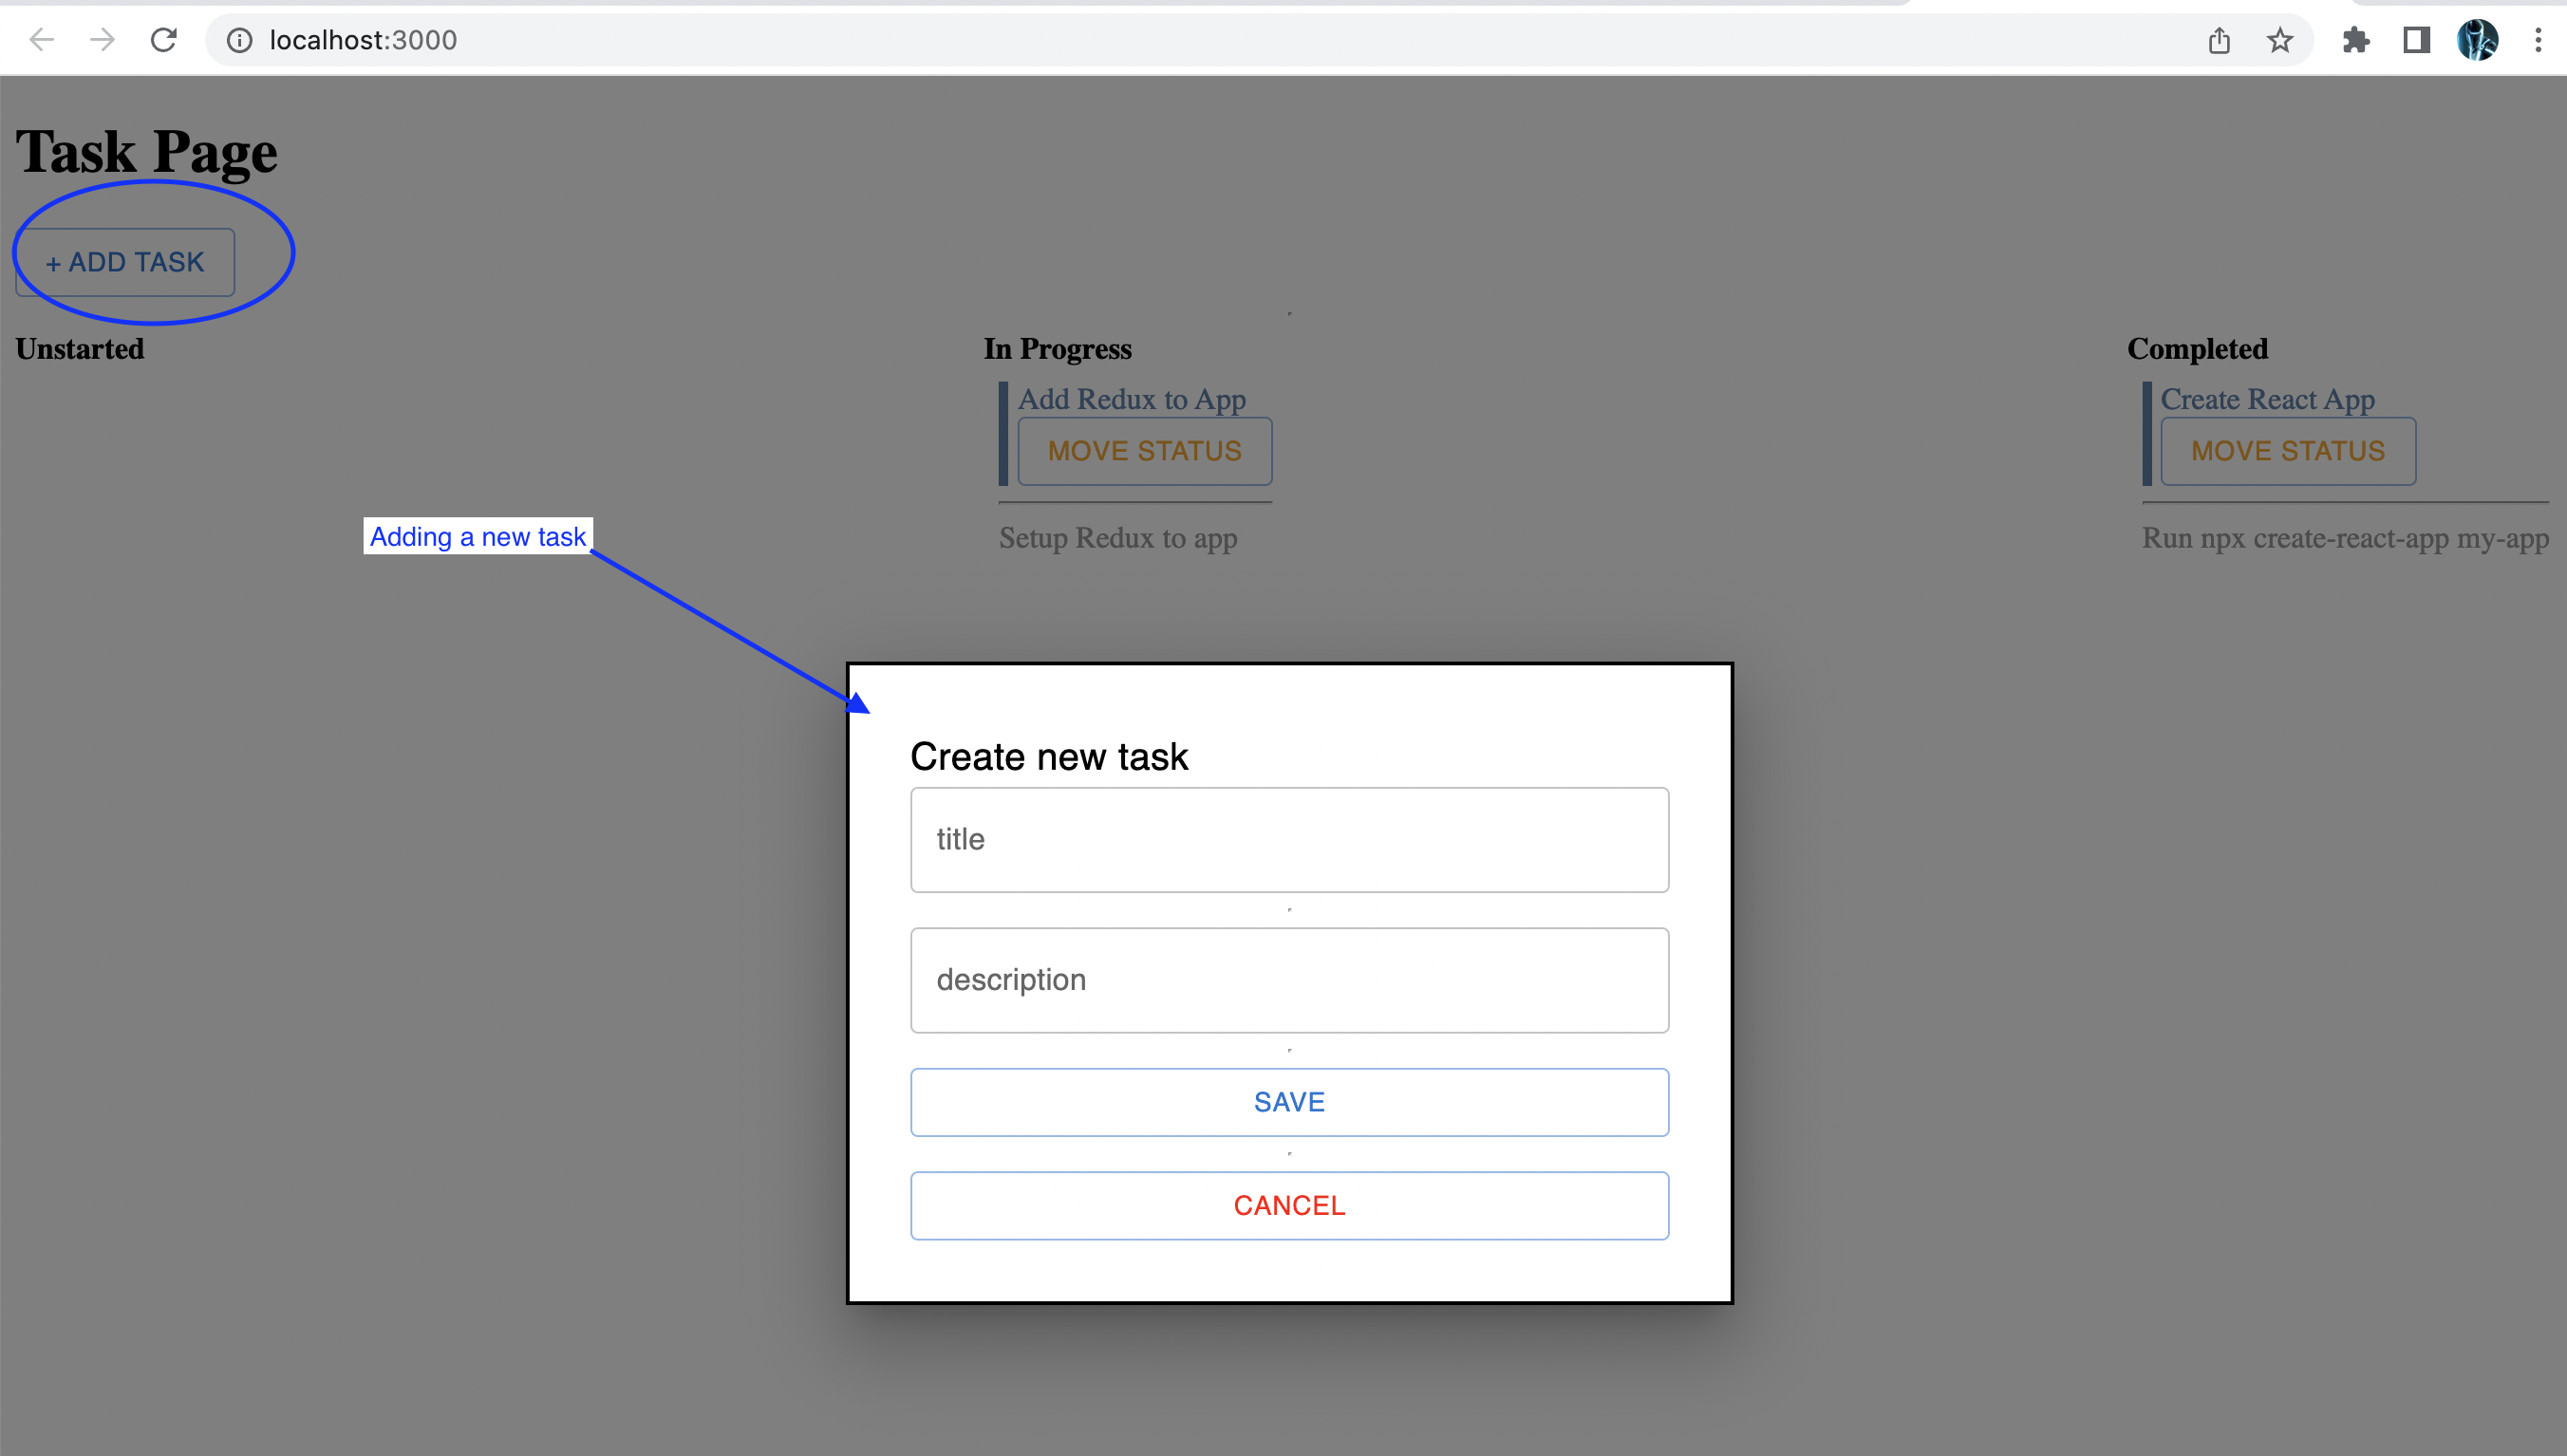 localhost:3000
Task Page
+ ADD TASK
Unstarted
In Progress
Completed
Add Redux to App
Create React App
MOVE STATUS
MOVE STATUS
Setup Redux to app
Run npx create-react-app my-app
Adding a new task
Create new task
title
description
SAVE
CANCEL